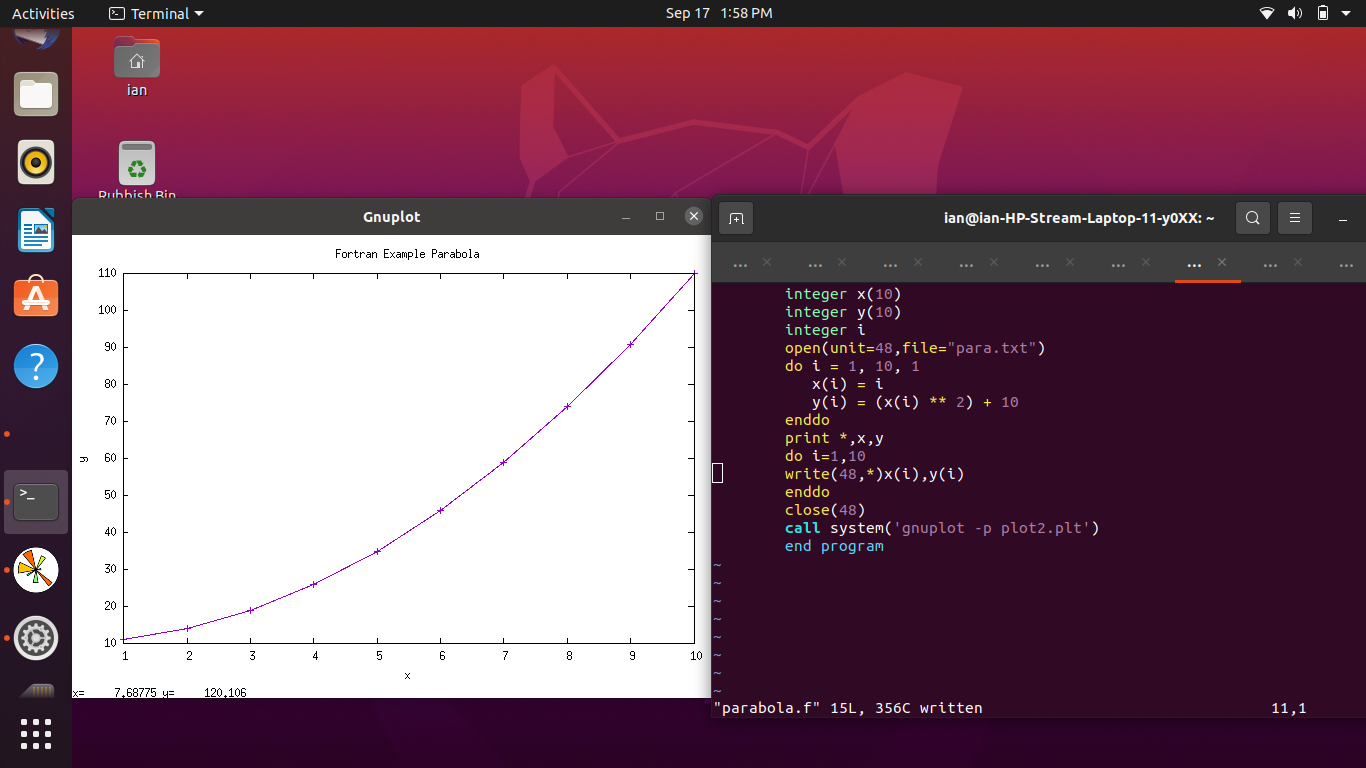 Activities
Terminal
Sep 17 1:58 PM
ian
Rubbish Bin
Gnuplot
Fortran Example Parabola
110
100
90
80
70
60
50
40
30
20
10
y
1 2 3 4 5 6 7 8 9 10
x
x= 7.68775 y= 120.106
ian@ian-HP-Stream-Laptop-11-y0XX: ~
... ... ... ... ... ... ... ... ...
integer x(10)
integer y(10)
integer i
open(unit=48,file="para.txt")
do i = 1, 10, 1
x(i) = i
y(i) = (x(i) ** 2) + 10
enddo
print *,x,y
do i=1,10
write(48,*)x(i),y(i)
enddo
close(48)
call system('gnuplot -p plot2.plt')
end program
~
~
~
~
~
~
~
~
"parabola.f" 15L, 356C written
11,1